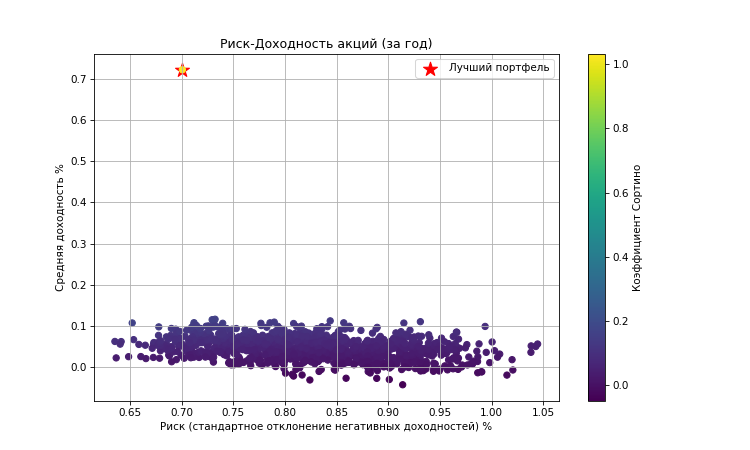 Риск-Доходность акций (за год)
Лучший портфель
Средняя доходность %
0.7
0.6
0.5
0.4
0.3
0.2
0.1
0.0
0.65 0.70 0.75 0.80 0.85 0.90 0.95 1.00 1.05
Риск (стандартное отклонение негативных доходностей) %
1.0
0.8
0.6
0.4
0.2
0.0
Коэффициент Сортино